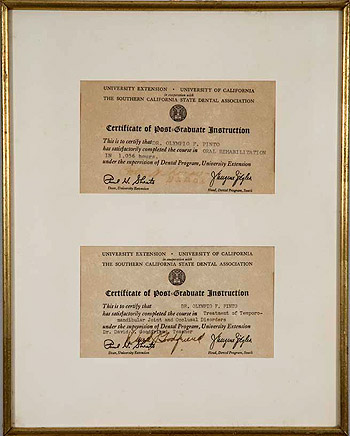 UNIVERSITY EXTENSION • UNIVERSITY OF CALIFORNIA
in cooperation with
THE SOUTHERN CALIFORNIA STATE DENTAL ASSOCIATION
Certificate of Post-Graduate Instruction
This is to certify that DR. OLYMPIO F. PINTO
has satisfactorily completed the course in ORAL REHABILITATION
IN 1,056 hours.
under the supervision of Dental Program, University Extension
Dean, University Extension
Head, Dental Program, South
UNIVERSITY EXTENSION • UNIVERSITY OF CALIFORNIA
in cooperation with
THE SOUTHERN CALIFORNIA STATE DENTAL ASSOCIATION
Certificate of Post-Graduate Instruction
This is to certify that DR. OLYMPIO F. PINTO
has satisfactorily completed the course in Treatment of Temporo-
mandibular Joint and Occlusal Disorders
under the supervision of Dental Program, University Extension
Dr. David Goodfriend, Teacher
Dean, University Extension
Head, Dental Program, South